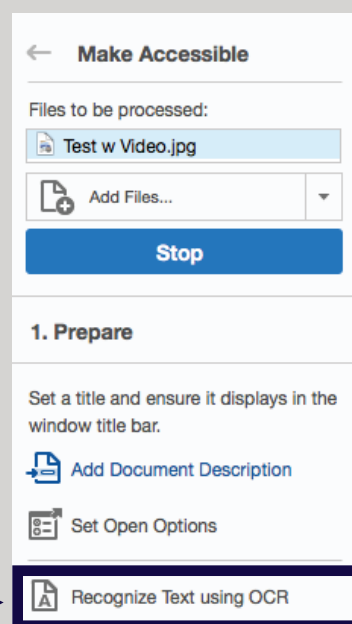 Make Accessible
Files to be processed:
Test w Video.jpg
Add Files...
Stop
1. Prepare
Set a title and ensure it displays in the
window title bar.
Add Document Description
Set Open Options
Recognize Text using OCR